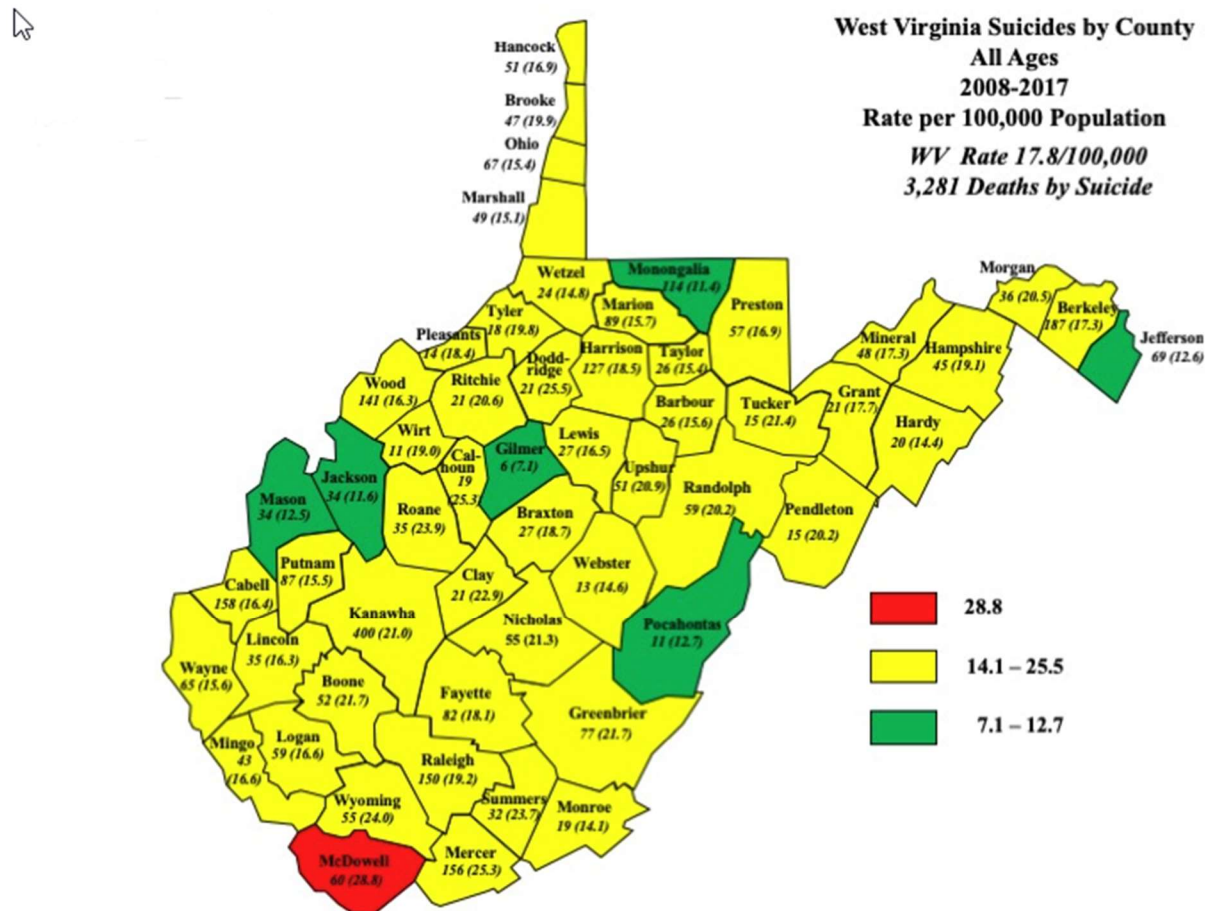 West Virginia Suicides by County
All Ages
2008-2017
Rate per 100,000 Population
WV Rate 17.8/100,000
3,281 Deaths by Suicide
Hancock
51 (16.9)
Brooke
47 (19.9)
Ohio
67 (15.4)
Marshall
49 (15.1)
Wetzel
24 (14.8)
Monongalia
114 (11.4)
Marion
89 (15.7)
Preston
57 (16.9)
Morgan
36 (20.5)
Berkeley
187 (17.3)
Jefferson
69 (12.6)
Tyler
18 (19.8)
Pleasants
14 (18.4)
Dodd-
ridge
21 (25.5)
Harrison
127 (18.5)
Taylor
26 (15.4)
Mineral
48 (17.3)
Hampshire
45 (19.1)
Wood
141 (16.3)
Ritchie
21 (20.6)
Barbour
26 (15.6)
Tucker
15 (21.4)
Grant
21 (17.7)
Hardy
20 (14.4)
Wirt
11 (19.0)
Cal-
houn
19
(25.3)
Gilmer
6 (7.1)
Lewis
27 (16.5)
Upshur
51 (20.9)
Randolph
59 (20.2)
Pendleton
15 (20.2)
Mason
34 (12.5)
Jackson
34 (11.6)
Roane
35 (23.9)
Braxton
27 (18.7)
Webster
13 (14.6)
Putnam
87 (15.5)
Cabell
158 (16.4)
Clay
21 (22.9)
Kanawha
400 (21.0)
Nicholas
55 (21.3)
Pocahontas
11 (12.7)
Lincoln
35 (16.3)
Wayne
65 (15.6)
Boone
52 (21.7)
Fayette
82 (18.1)
Greenbrier
77 (21.7)
Mingo
43
(16.6)
Logan
59 (16.6)
Raleigh
150 (19.2)
Wyoming
55 (24.0)
Summers
32 (23.7)
Monroe
19 (14.1)
McDowell
60 (28.8)
Mercer
156 (25.3)
28.8
14.1 – 25.5
7.1 – 12.7